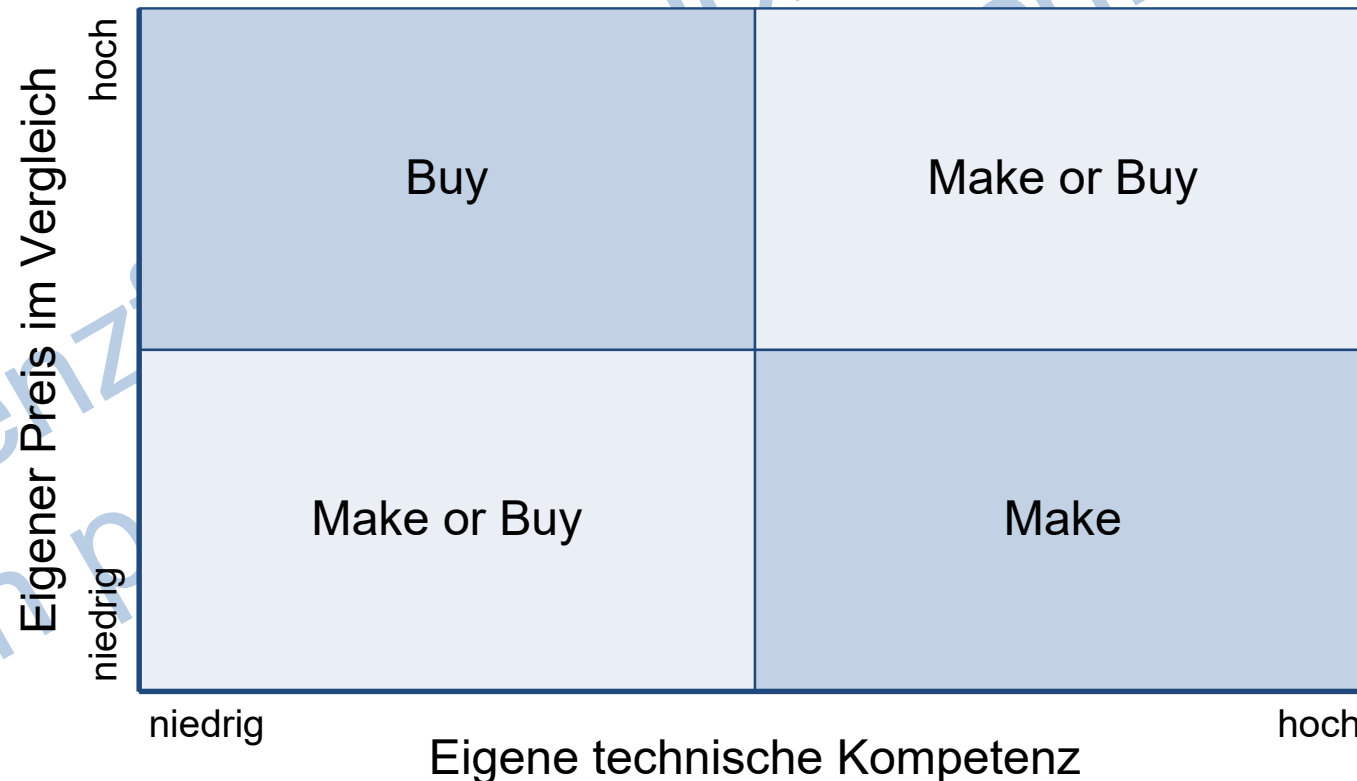 hoch
Eigener Preis im Vergleich
niedrig
Buy
Make or Buy
Make or Buy
Make
niedrig
hoch
Eigene technische Kompetenz